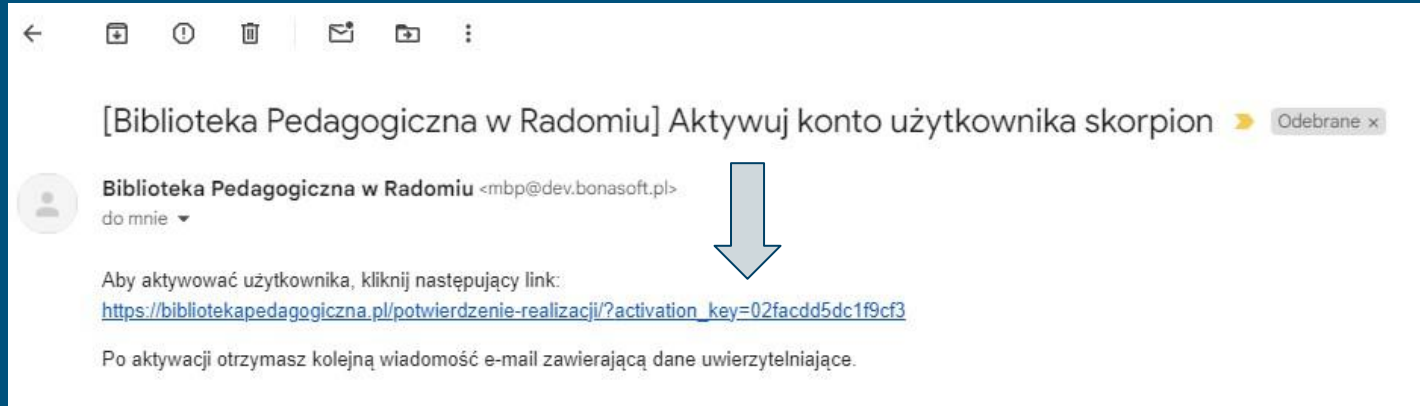 [Biblioteka Pedagogiczna w Radomiu] Aktywuj konto użytkownika skorpion Odebrane x
Biblioteka Pedagogiczna w Radomiu <mbp@dev.bonasoft.pl>
do mnie
Aby aktywować użytkownika, kliknij następujący link:
https://bibliotekapedagogiczna.pl/potwierdzenie-realizacji/?activation_key=02facdd5dc1f9cf3
Po aktywacji otrzymasz kolejną wiadomość e-mail zawierającą dane uwierzytelniające.